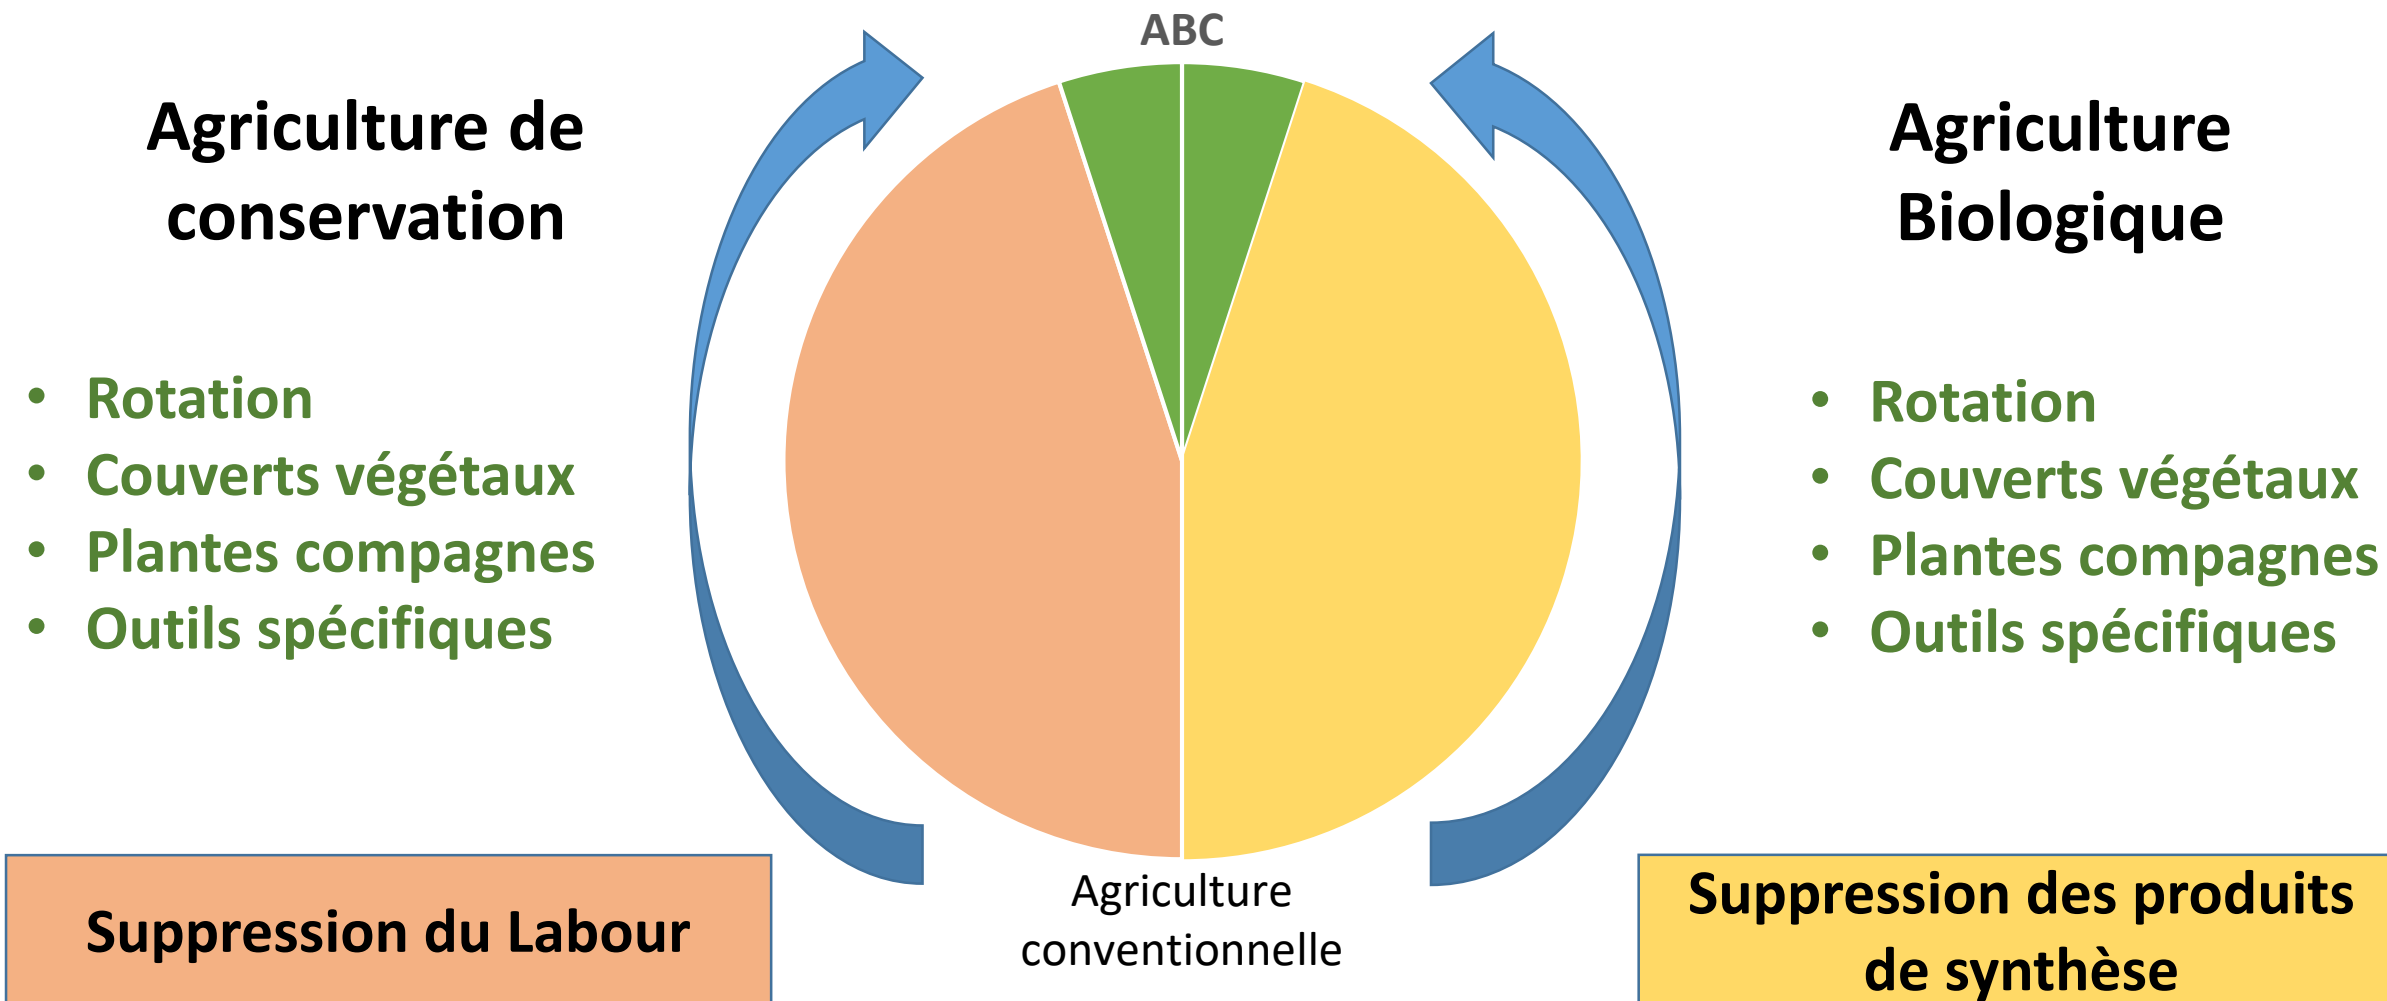 ABC
Agriculture de
conservation
• Rotation
• Couverts végétaux
• Plantes compagnes
• Outils spécifiques
Suppression du Labour
Agriculture
conventionnelle
Agriculture
Biologique
• Rotation
• Couverts végétaux
• Plantes compagnes
• Outils spécifiques
Suppression des produits
de synthèse